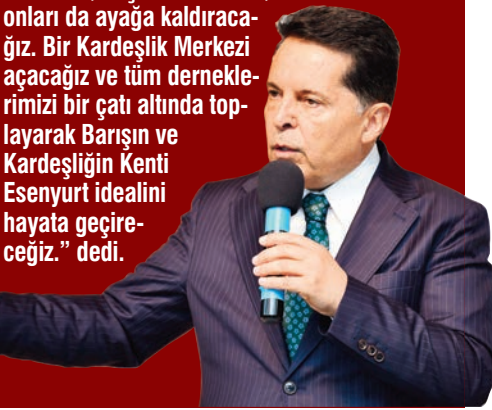 onları da ayağa kaldıraca-
ğız. Bir Kardeşlik Merkezi
açacağız ve tüm dernekle-
rimizi bir çatı altında top-
layarak Barışın ve
Kardeşliğin Kenti
Esenyurt idealini
hayata geçire-
ceğiz.” dedi.